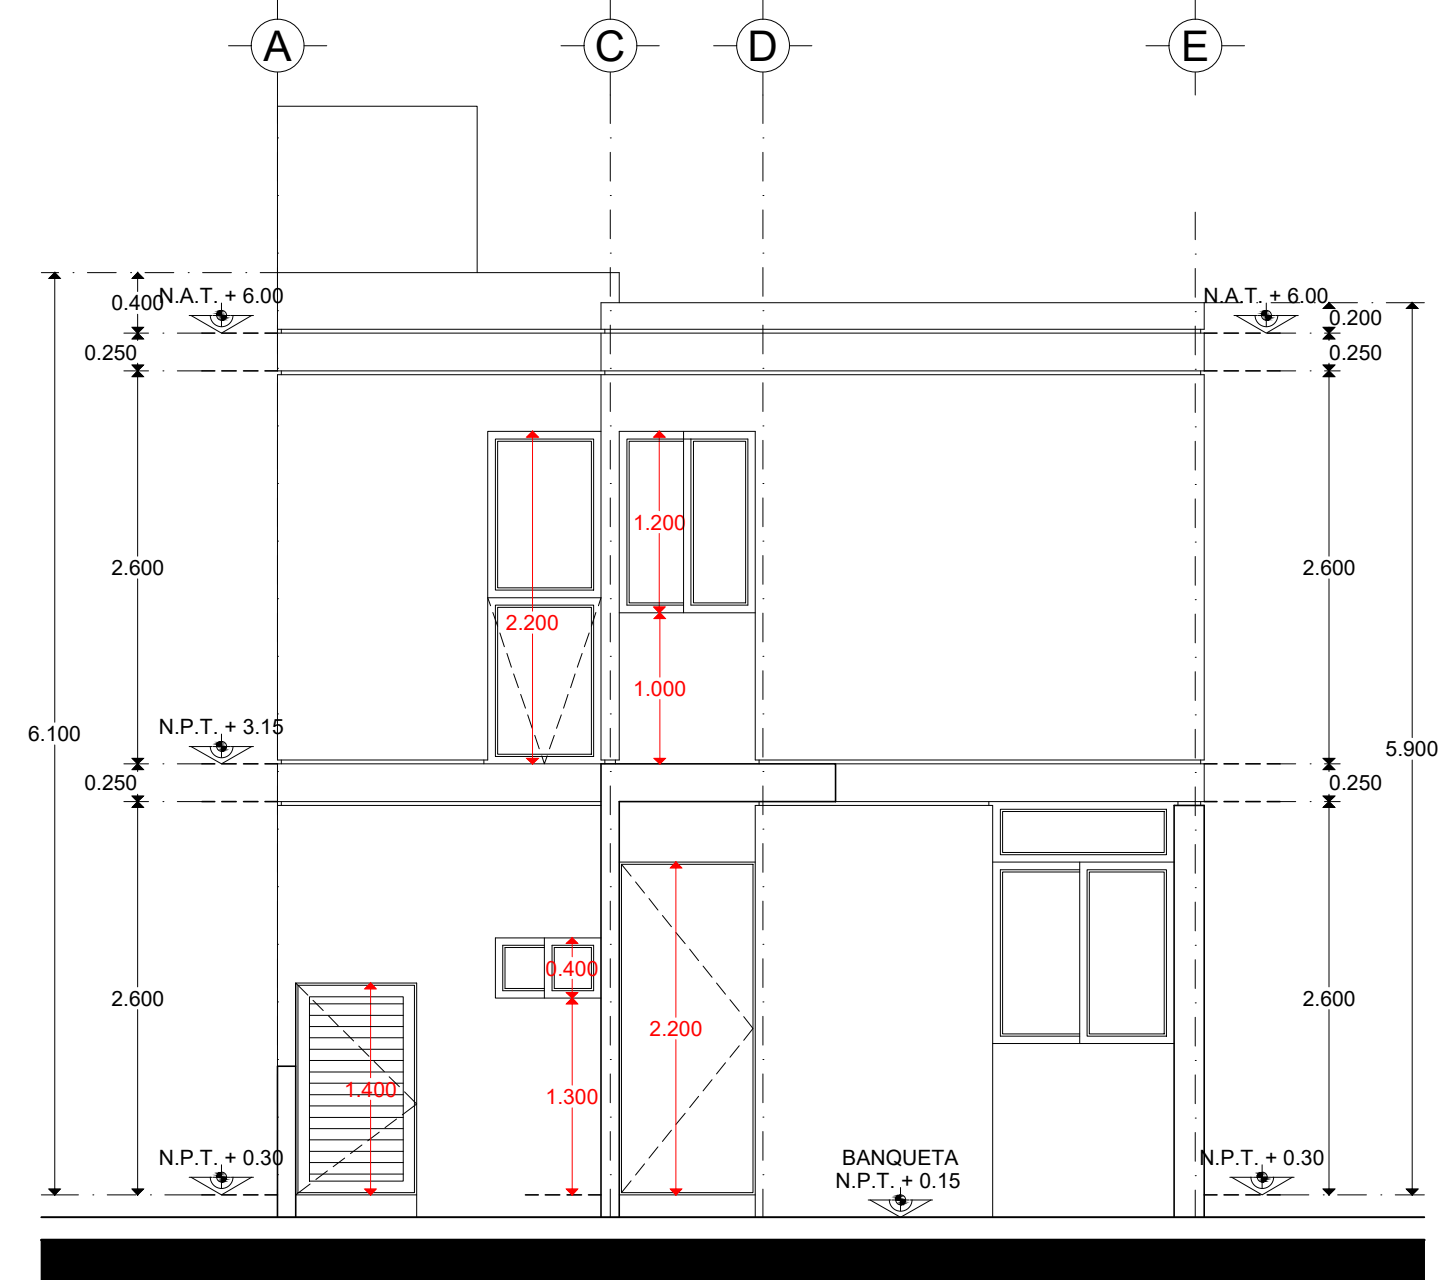 A C D E
0.400 N.A.T. + 6.00 N.A.T. + 6.00 0.200
0.250 0.250
1.200
2.600 2.600
2.200
1.000
N.P.T. + 3.15
6.100 5.900
0.250 0.250
0.400
2.600 2.600
2.200
1.400 1.300
N.P.T. + 0.30 BANQUETA N.P.T. + 0.30
N.P.T. + 0.15